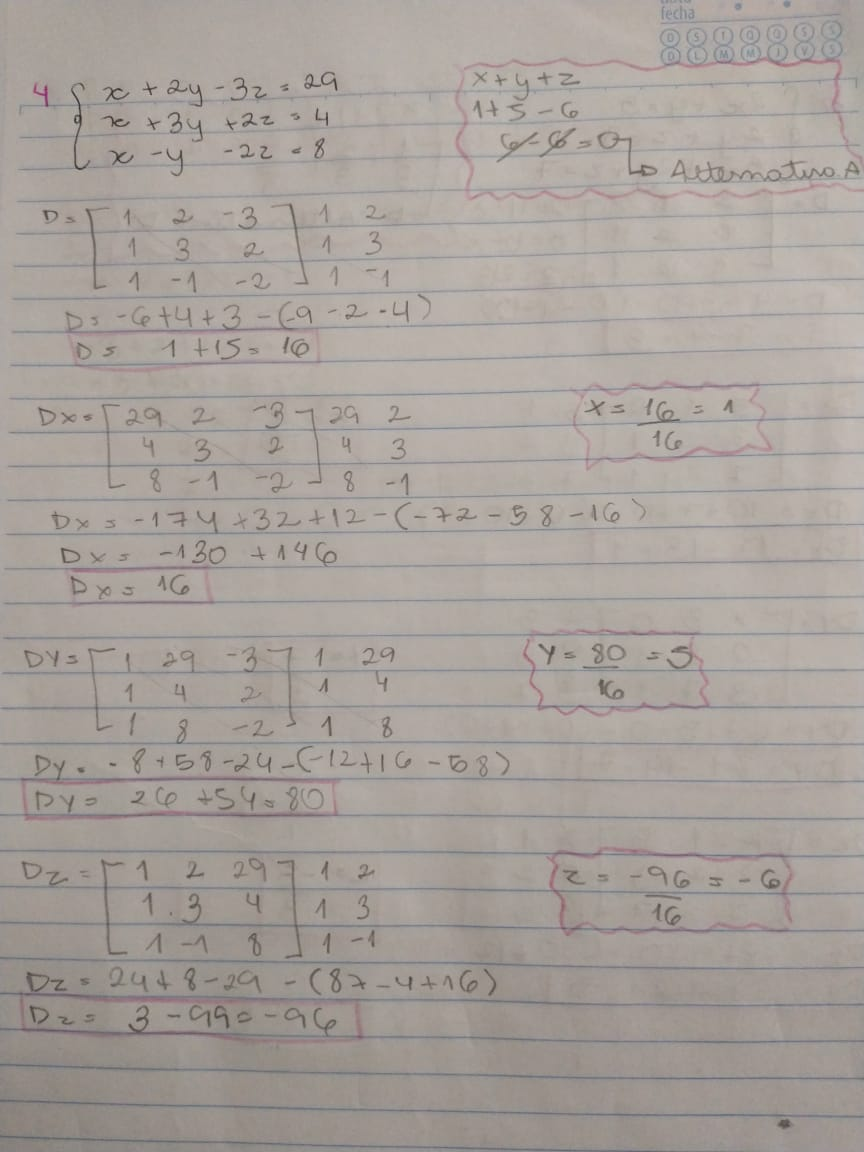 fecha
D S T Q Q S S
D L M M J V S
4 { x + 2y - 3z = 29
x + 3y + 2z = 4
x - y - 2z = 8
x + y + z
1 + 5 - 6
6 - 6 = 0
→ Alternativa A
D = [ 1 2 -3 ] 1 2
1 3 2 1 3
1 -1 -2 1 -1
D = -6 + 4 + 3 - (-9 - 2 - 4)
D = 1 + 15 = 16
Dx = [ 29 2 -3 ] 29 2
4 3 2 4 3
8 -1 -2 8 -1
x = 16/16 = 1
Dx = -174 + 32 + 12 - (-72 - 58 - 16)
Dx = -130 + 146
Dx = 16
DY = [ 1 29 -3 ] 1 29
1 4 2 1 4
1 8 -2 1 8
Y = 80/16 = 5
Dy = -8 + 58 - 24 - (-12 + 16 - 58)
DY = 26 + 54 = 80
Dz = [ 1 2 29 ] 1 2
1 . 3 4 1 3
1 -1 8 1 -1
z = -96/16 = -6
Dz = 24 + 8 - 29 - (87 - 4 + 16)
Dz = 3 - 99 = -96